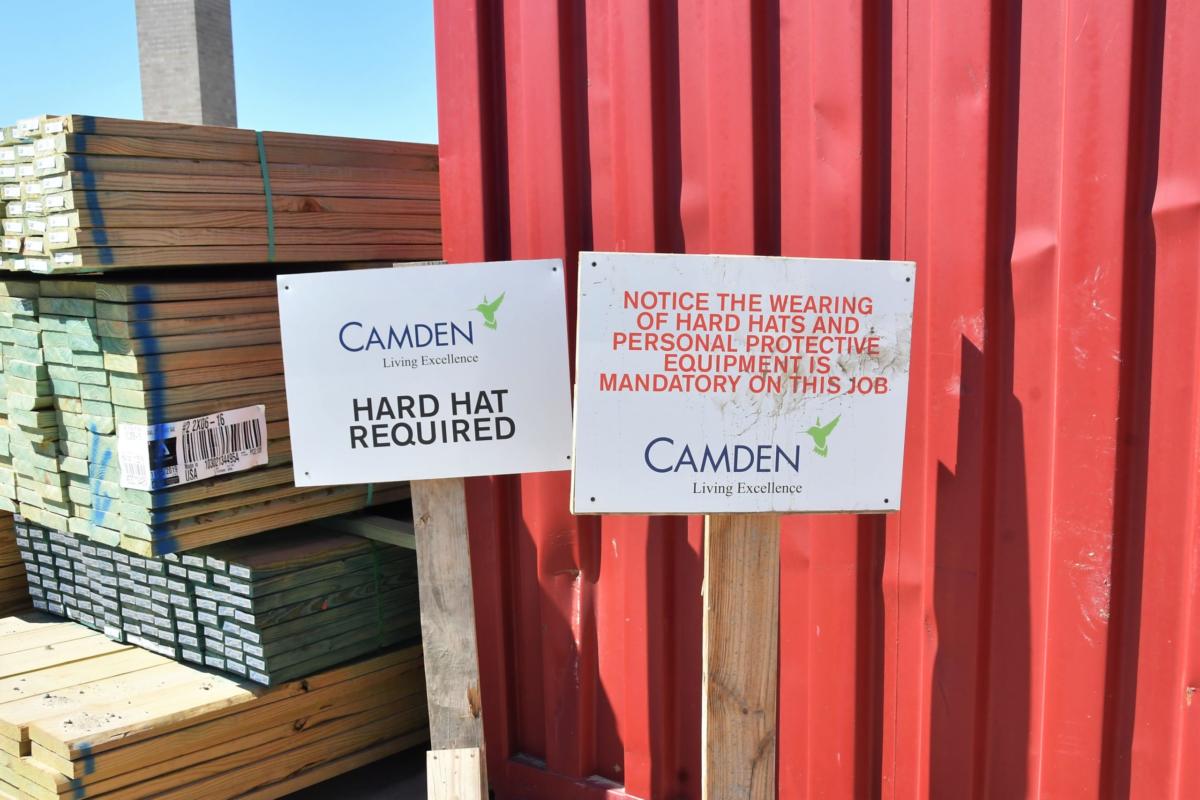 CAMDEN
Living Excellence
HARD HAT
REQUIRED
NOTICE THE WEARING
OF HARD HATS AND
PERSONAL PROTECTIVE
EQUIPMENT IS
MANDATORY ON THIS JOB
CAMDEN
Living Excellence
#2 2X06-16
USA